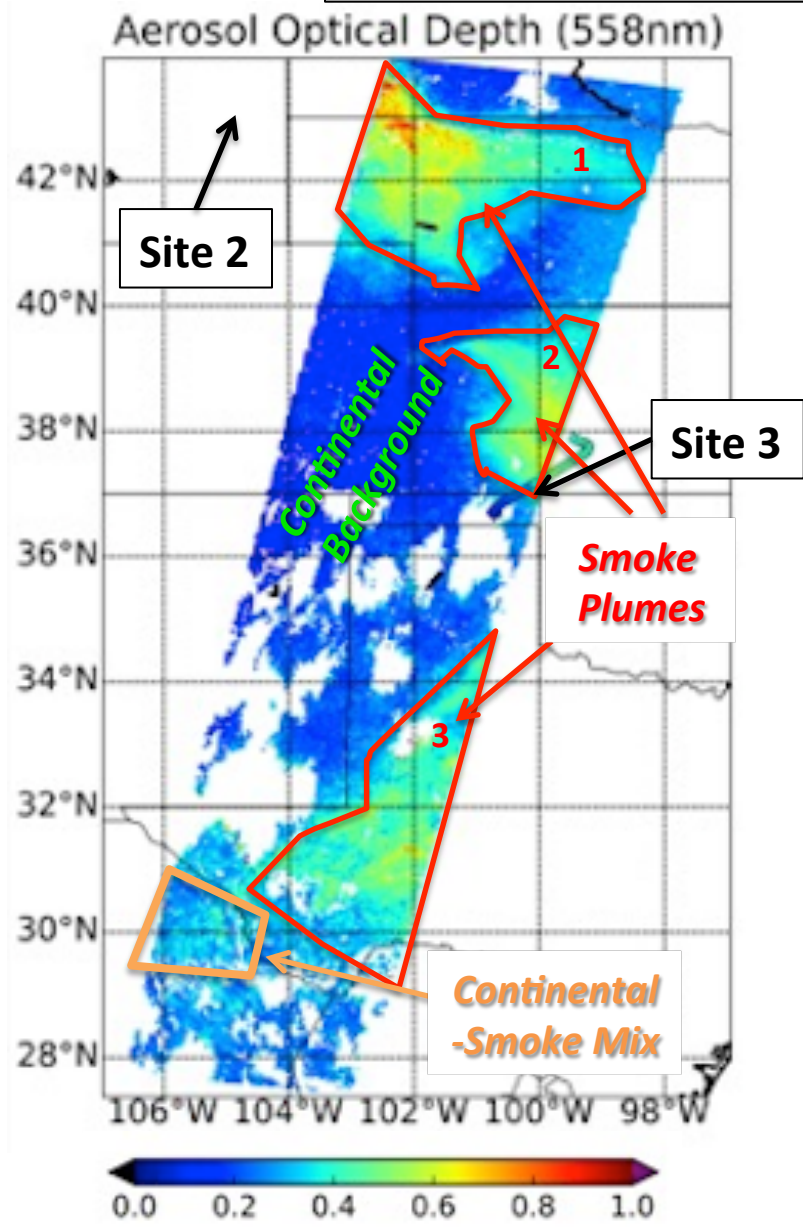 Aerosol Optical Depth (558nm)
42°N
1
Site 2
40°N
2
Continental
Background
38°N
Site 3
36°N
Smoke
Plumes
34°N
3
32°N
30°N
Continental
-Smoke Mix
28°N
106°W 104°W 102°W 100°W 98°W
0.0 0.2 0.4 0.6 0.8 1.0